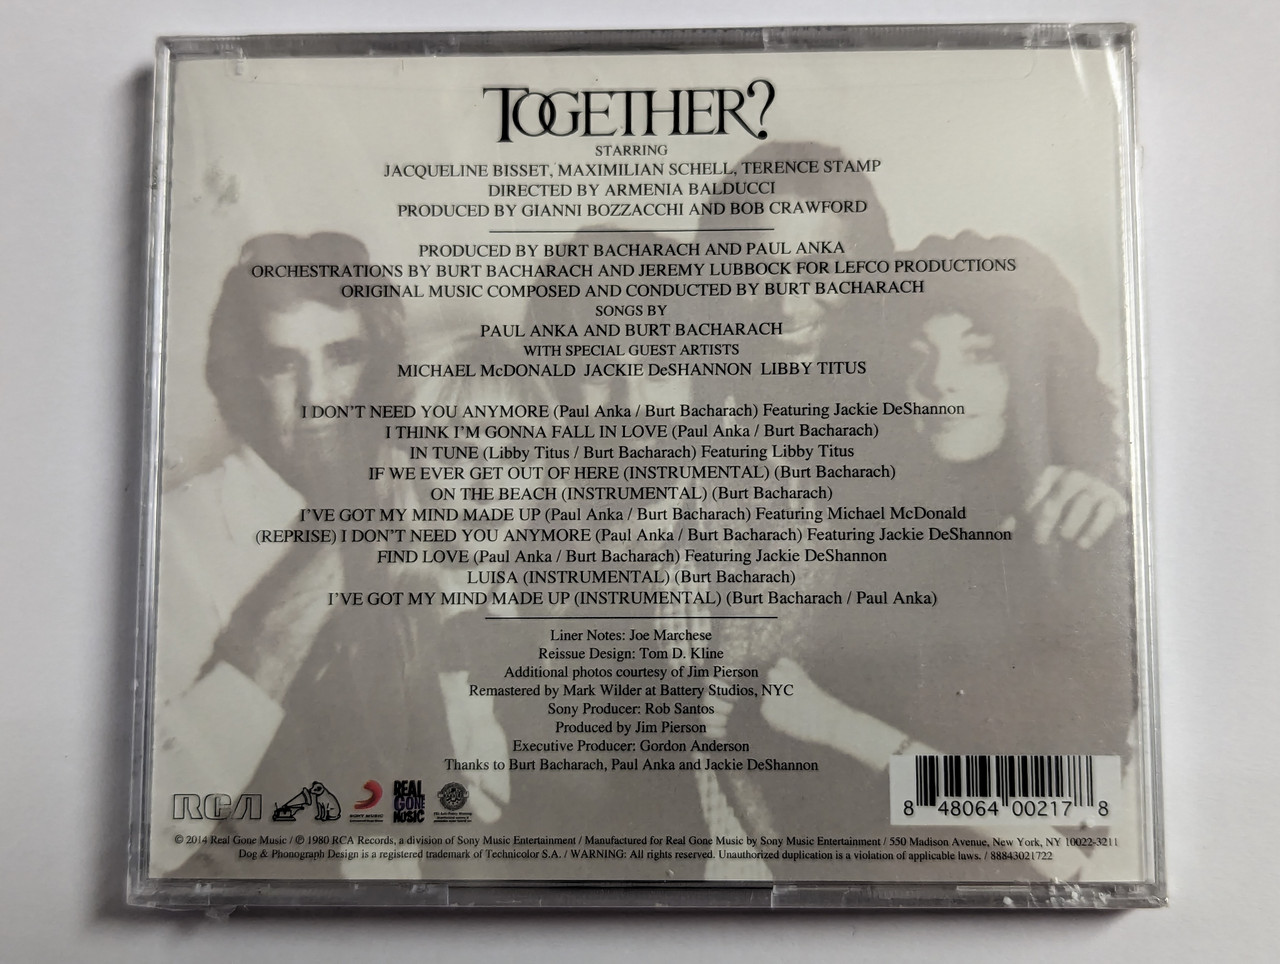 TOGETHER?
STARRING
JACQUELINE BISSET, MAXIMILIAN SCHELL, TERENCE STAMP
DIRECTED BY ARMENIA BALDUCCI
PRODUCED BY GIANNI BOZZACCHI AND BOB CRAWFORD
PRODUCED BY BURT BACHARACH AND PAUL ANKA
ORCHESTRATIONS BY BURT BACHARACH AND JEREMY LUBBOCK FOR LEFCO PRODUCTIONS
ORIGINAL MUSIC COMPOSED AND CONDUCTED BY BURT BACHARACH
SONGS BY
PAUL ANKA AND BURT BACHARACH
WITH SPECIAL GUEST ARTISTS
MICHAEL McDONALD JACKIE DeSHANNON LIBBY TITUS
I DON'T NEED YOU ANYMORE (Paul Anka / Burt Bacharach) Featuring Jackie DeShannon
I THINK I'M GONNA FALL IN LOVE (Paul Anka / Burt Bacharach)
IN TUNE (Libby Titus / Burt Bacharach) Featuring Libby Titus
IF WE EVER GET OUT OF HERE (INSTRUMENTAL) (Burt Bacharach)
ON THE BEACH (INSTRUMENTAL) (Burt Bacharach)
I'VE GOT MY MIND MADE UP (Paul Anka / Burt Bacharach) Featuring Michael McDonald
(REPRISE) I DON'T NEED YOU ANYMORE (Paul Anka / Burt Bacharach) Featuring Jackie DeShannon
FIND LOVE (Paul Anka / Burt Bacharach) Featuring Jackie DeShannon
LUISA (INSTRUMENTAL) (Burt Bacharach)
I'VE GOT MY MIND MADE UP (INSTRUMENTAL) (Burt Bacharach / Paul Anka)
Liner Notes: Joe Marchese
Reissue Design: Tom D. Kline
Additional photos courtesy of Jim Pierson
Remastered by Mark Wilder at Battery Studios, NYC
Sony Producer: Rob Santos
Produced by Jim Pierson
Executive Producer: Gordon Anderson
Thanks to Burt Bacharach, Paul Anka and Jackie DeShannon
RCA
SONY MUSIC
REAL GONE MUSIC
8 48064 00217 8
© 2014 Real Gone Music / ℗ 1980 RCA Records, a division of Sony Music Entertainment / Manufactured for Real Gone Music by Sony Music Entertainment / 550 Madison Avenue, New York, NY 10022-3211
Dog & Phonograph Design is a registered trademark of Technicolor S.A. / WARNING: All rights reserved. Unauthorized duplication is a violation of applicable laws. / 88843021722